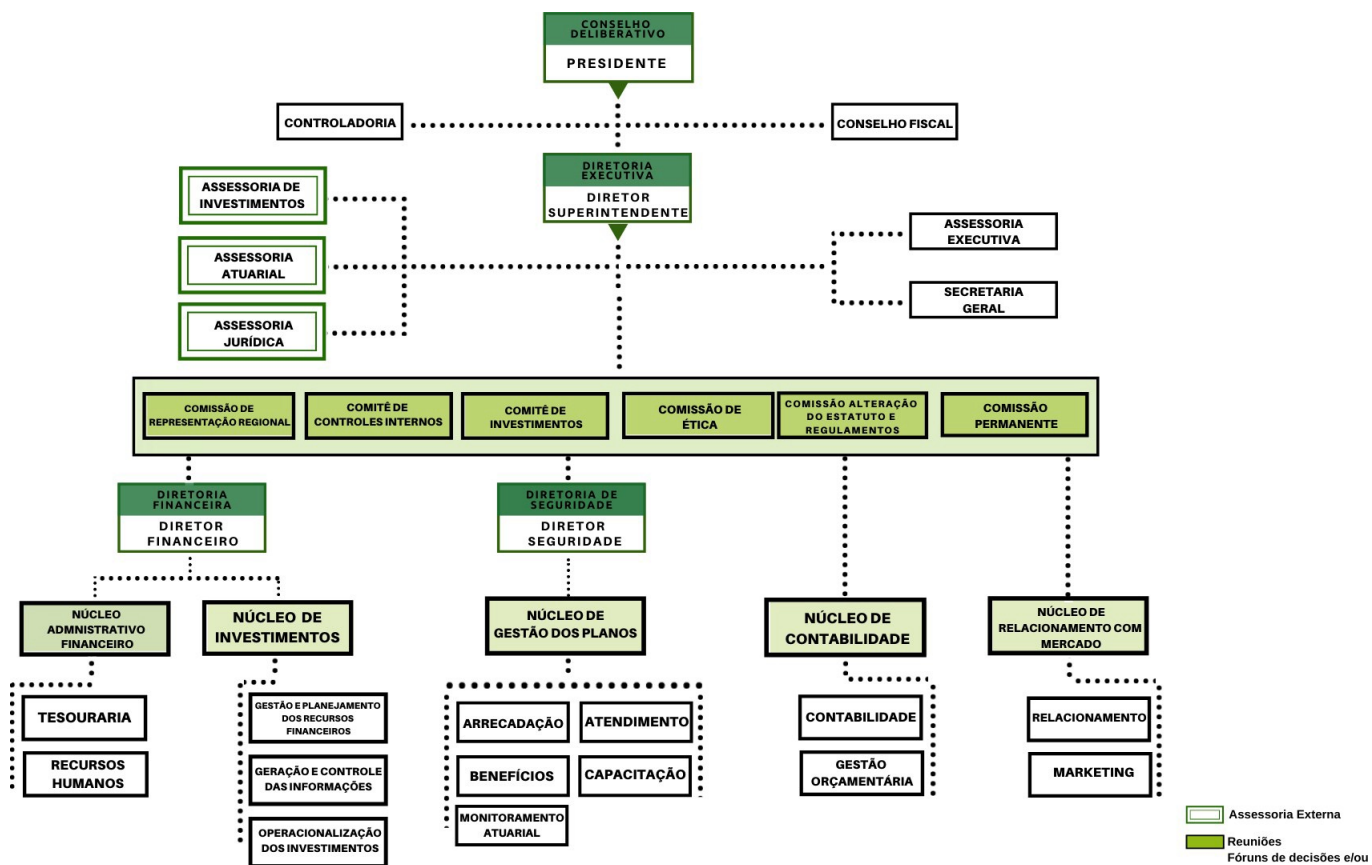 CONSELHO
DELIBERATIVO
PRESIDENTE
CONTROLADORIA
CONSELHO FISCAL
DIRETORIA
EXECUTIVA
DIRETOR
SUPERINTENDENTE
ASSESSORIA DE
INVESTIMENTOS
ASSESSORIA
ATUARIAL
ASSESSORIA
JURÍDICA
ASSESSORIA
EXECUTIVA
SECRETARIA
GERAL
COMISSÃO DE
REPRESENTAÇÃO REGIONAL
COMITÊ DE
CONTROLES INTERNOS
COMITÊ DE
INVESTIMENTOS
COMISSÃO DE
ÉTICA
COMISSÃO ALTERAÇÃO
DO ESTATUTO E
REGULAMENTOS
COMISSÃO
PERMANENTE
DIRETORIA
FINANCEIRA
DIRETOR
FINANCEIRO
DIRETORIA DE
SEGURIDADE
DIRETOR
SEGURIDADE
NÚCLEO
ADMNISTRATIVO
FINANCEIRO
NÚCLEO DE
INVESTIMENTOS
NÚCLEO DE
GESTÃO DOS PLANOS
NÚCLEO DE
CONTABILIDADE
NÚCLEO DE
RELACIONAMENTO COM
MERCADO
TESOURARIA
RECURSOS
HUMANOS
GESTÃO E PLANEJAMENTO
DOS RECURSOS
FINANCEIROS
GERAÇÃO E CONTROLE
DAS INFORMAÇÕES
OPERACIONALIZAÇÃO
DOS INVESTIMENTOS
ARRECADAÇÃO
ATENDIMENTO
BENEFÍCIOS
CAPACITAÇÃO
MONITORAMENTO
ATUARIAL
CONTABILIDADE
GESTÃO
ORÇAMENTÁRIA
RELACIONAMENTO
MARKETING
Assessoria Externa
Reuniões
Fóruns de decisões e/ou